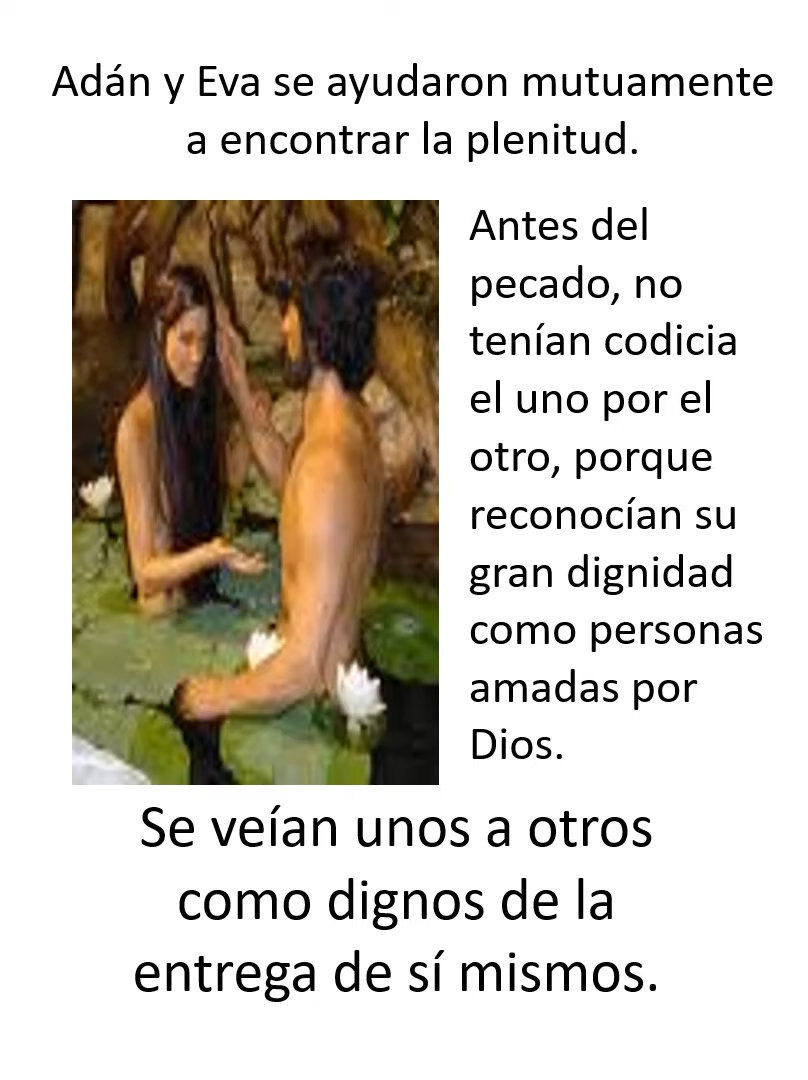 Adán y Eva se ayudaron mutuamente
a encontrar la plenitud.
Antes del
pecado, no
tenían codicia
el uno por el
otro, porque
reconocían su
gran dignidad
como personas
amadas por
Dios.
Se veían unos a otros
como dignos de la
entrega de sí mismos.